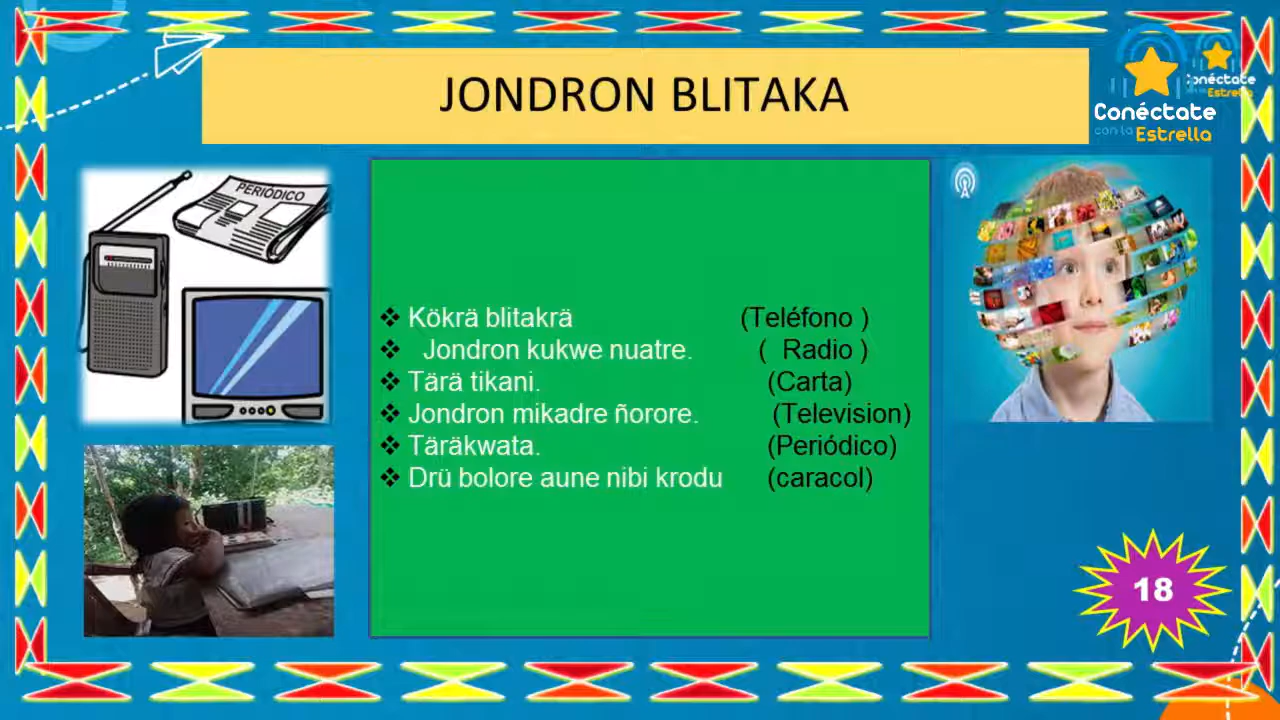 JONDRON BLITAKA
Conéctate
con la Estrella
Conéctate
Estrella
PERIÓDICO
❖ Kökrä blitakrä (Teléfono )
❖ Jondron kukwe nuatre. ( Radio )
❖ Tärä tikani. (Carta)
❖ Jondron mikadre ñorore. (Television)
❖ Täräkwata. (Periódico)
❖ Drü bolore aune nibi krodu (caracol)
18